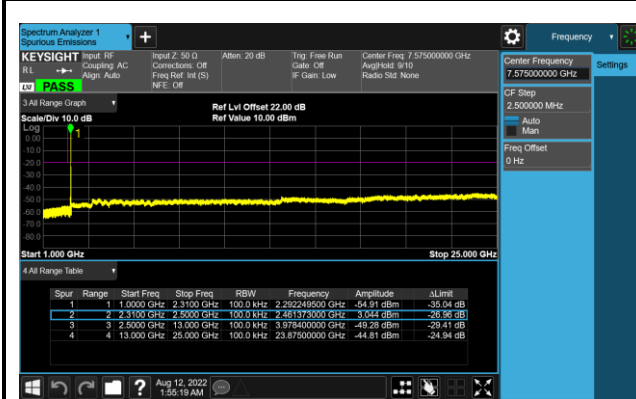 Spectrum Analyzer 1
Spurious Emissions
Frequency
KEYSIGHT
RL
Input: RF
Coupling: AC
Align: Auto
Input Z: 50 Ω
Corrections: Off
Freq Ref: Int (S)
NFE: Off
Atten: 20 dB
Trig: Free Run
Gate: Off
IF Gain: Low
Center Freq: 7.575000000 GHz
Avg|Hold: 9/10
Radio Std: None
LXI
PASS
Center Frequency
7.575000000 GHz
Settings
CF Step
2.500000 MHz
Auto
Man
Freq Offset
0 Hz
3 All Range Graph
Scale/Div 10.0 dB
Ref Lvl Offset 22.00 dB
Ref Value 10.00 dBm
Log
1
0.00
-10.0
-20.0
-30.0
-40.0
-50.0
-60.0
-70.0
-80.0
Start 1.000 GHz
Stop 25.000 GHz
4 All Range Table
Spur Range Start Freq Stop Freq RBW Frequency Amplitude ΔLimit
1 1 1.0000 GHz 2.3100 GHz 100.0 kHz 2.292249500 GHz -54.91 dBm -35.04 dB
2 2 2.3100 GHz 2.5000 GHz 100.0 kHz 2.461373000 GHz 3.044 dBm -26.96 dB
3 3 2.5000 GHz 13.000 GHz 100.0 kHz 3.978400000 GHz -49.28 dBm -29.41 dB
4 4 13.000 GHz 25.000 GHz 100.0 kHz 23.87500000 GHz -44.81 dBm -24.94 dB
?
Aug 12, 2022
1:55:19 AM